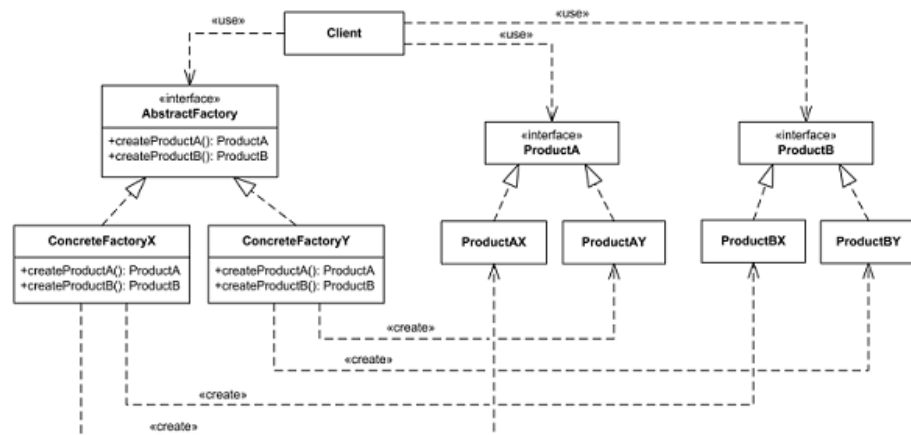 «use»
Client
«use»
«use»
«interface»
AbstractFactory
+createProductA(): ProductA
+createProductB(): ProductB
«interface»
ProductA
«interface»
ProductB
ConcreteFactoryX
+createProductA(): ProductA
+createProductB(): ProductB
ConcreteFactoryY
+createProductA(): ProductA
+createProductB(): ProductB
ProductAX
ProductAY
ProductBX
ProductBY
«create»
«create»
«create»
«create»